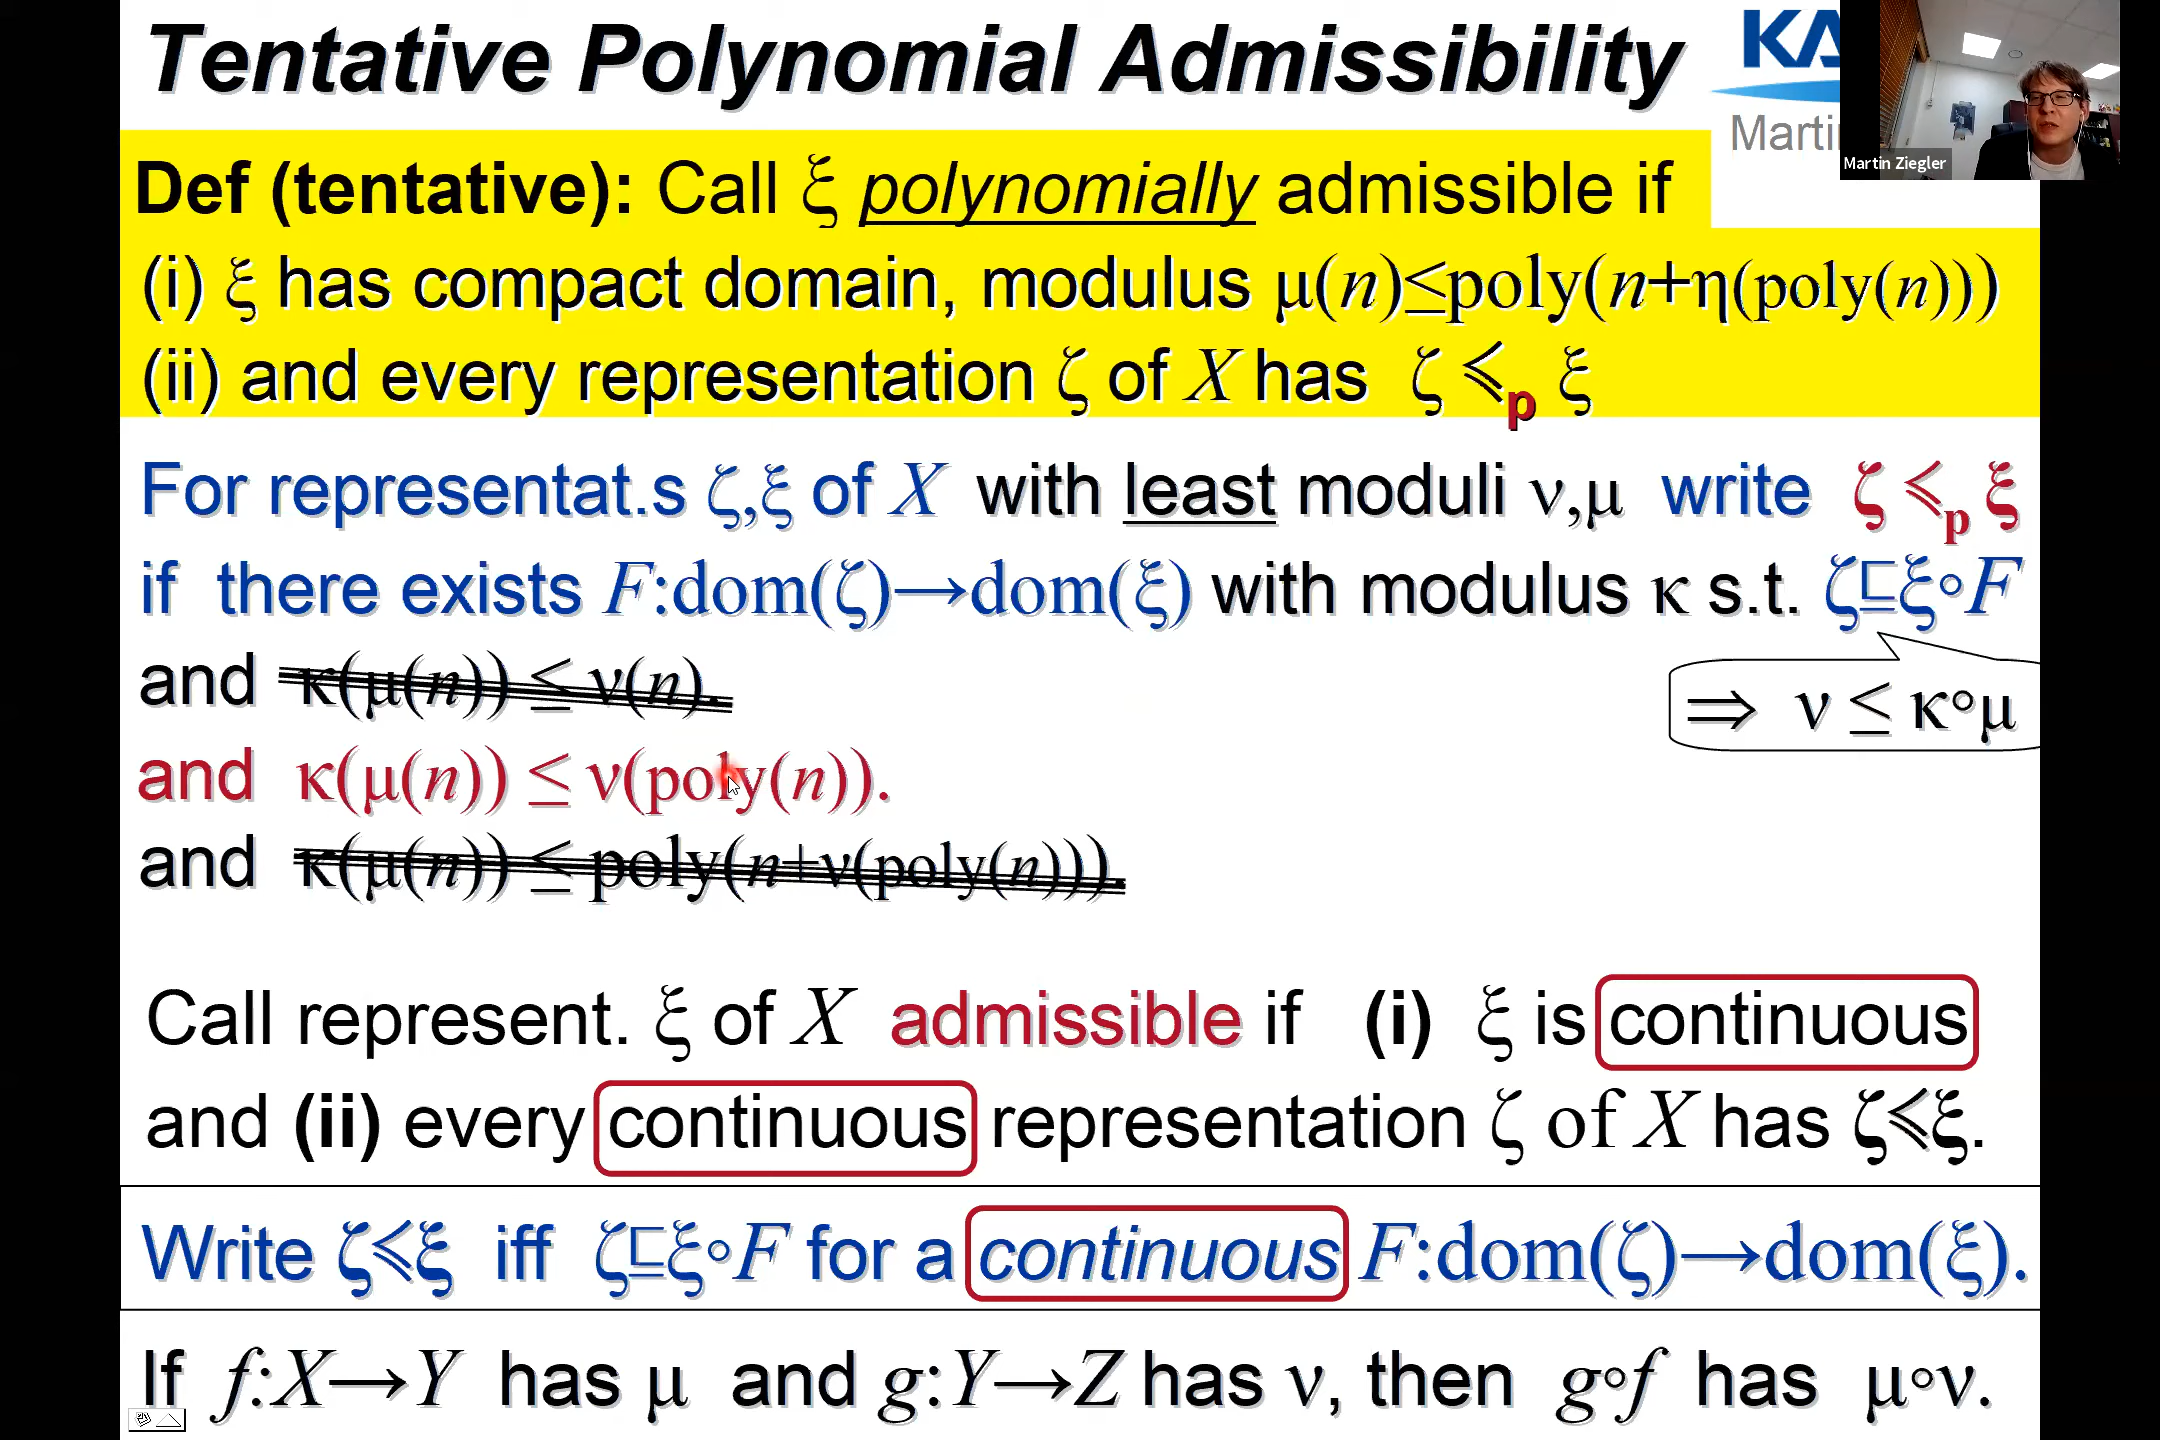 Tentative Polynomial Admissibility
KA
Marti
Martin Ziegler
Def (tentative): Call ξ polynomially admissible if
(i) ξ has compact domain, modulus μ(n)≤poly(n+η(poly(n)))
(ii) and every representation ζ of X has ζ ≼p ξ
For representat.s ζ,ξ of X with least moduli ν,μ write ζ ≼p ξ
if there exists F:dom(ζ)→dom(ξ) with modulus κ s.t. ζ⊑ξ∘F
and κ(μ(n)) ≤ ν(n).
⇒ ν ≤ κ∘μ
and κ(μ(n)) ≤ ν(poly(n)).
and κ(μ(n)) ≤ poly(n+ν(poly(n))).
Call represent. ξ of X admissible if (i) ξ is continuous
and (ii) every continuous representation ζ of X has ζ≼ξ.
Write ζ≼ξ iff ζ⊑ξ∘F for a continuous F:dom(ζ)→dom(ξ).
If f:X→Y has μ and g:Y→Z has ν, then g∘f has μ∘ν.